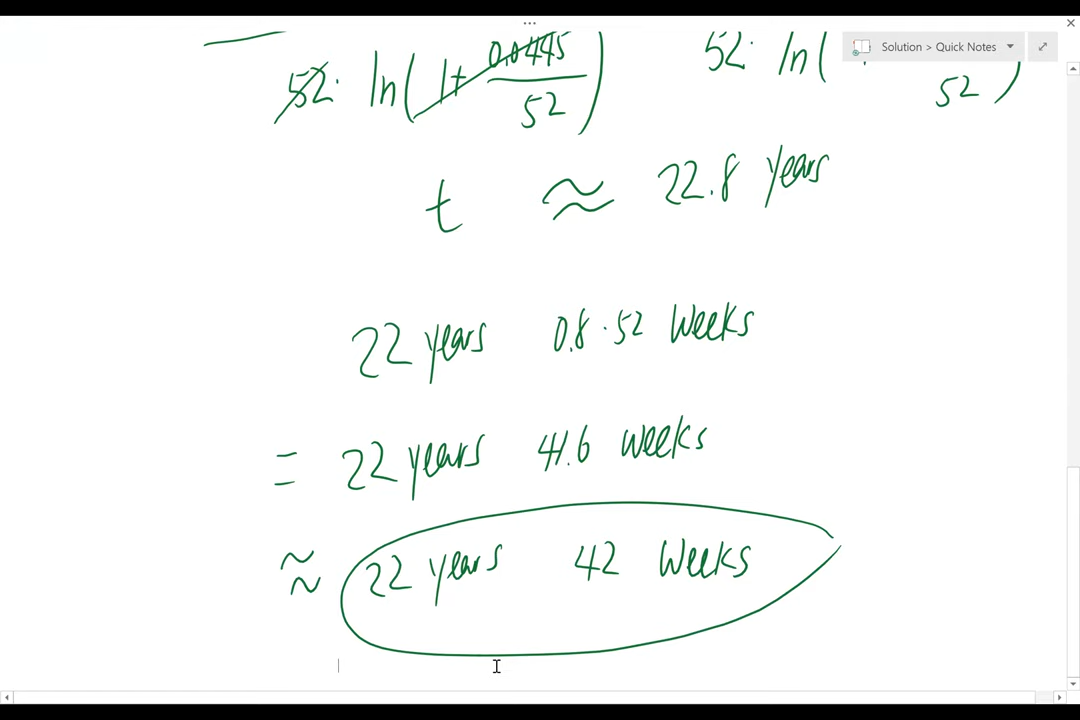 Solution > Quick Notes
52· ln(1+ 0.0445/52) 52· ln( 52)
t ≈ 22.8 years
22 years 0.8·52 Weeks
= 22 years 41.6 weeks
≈ 22 years 42 Weeks